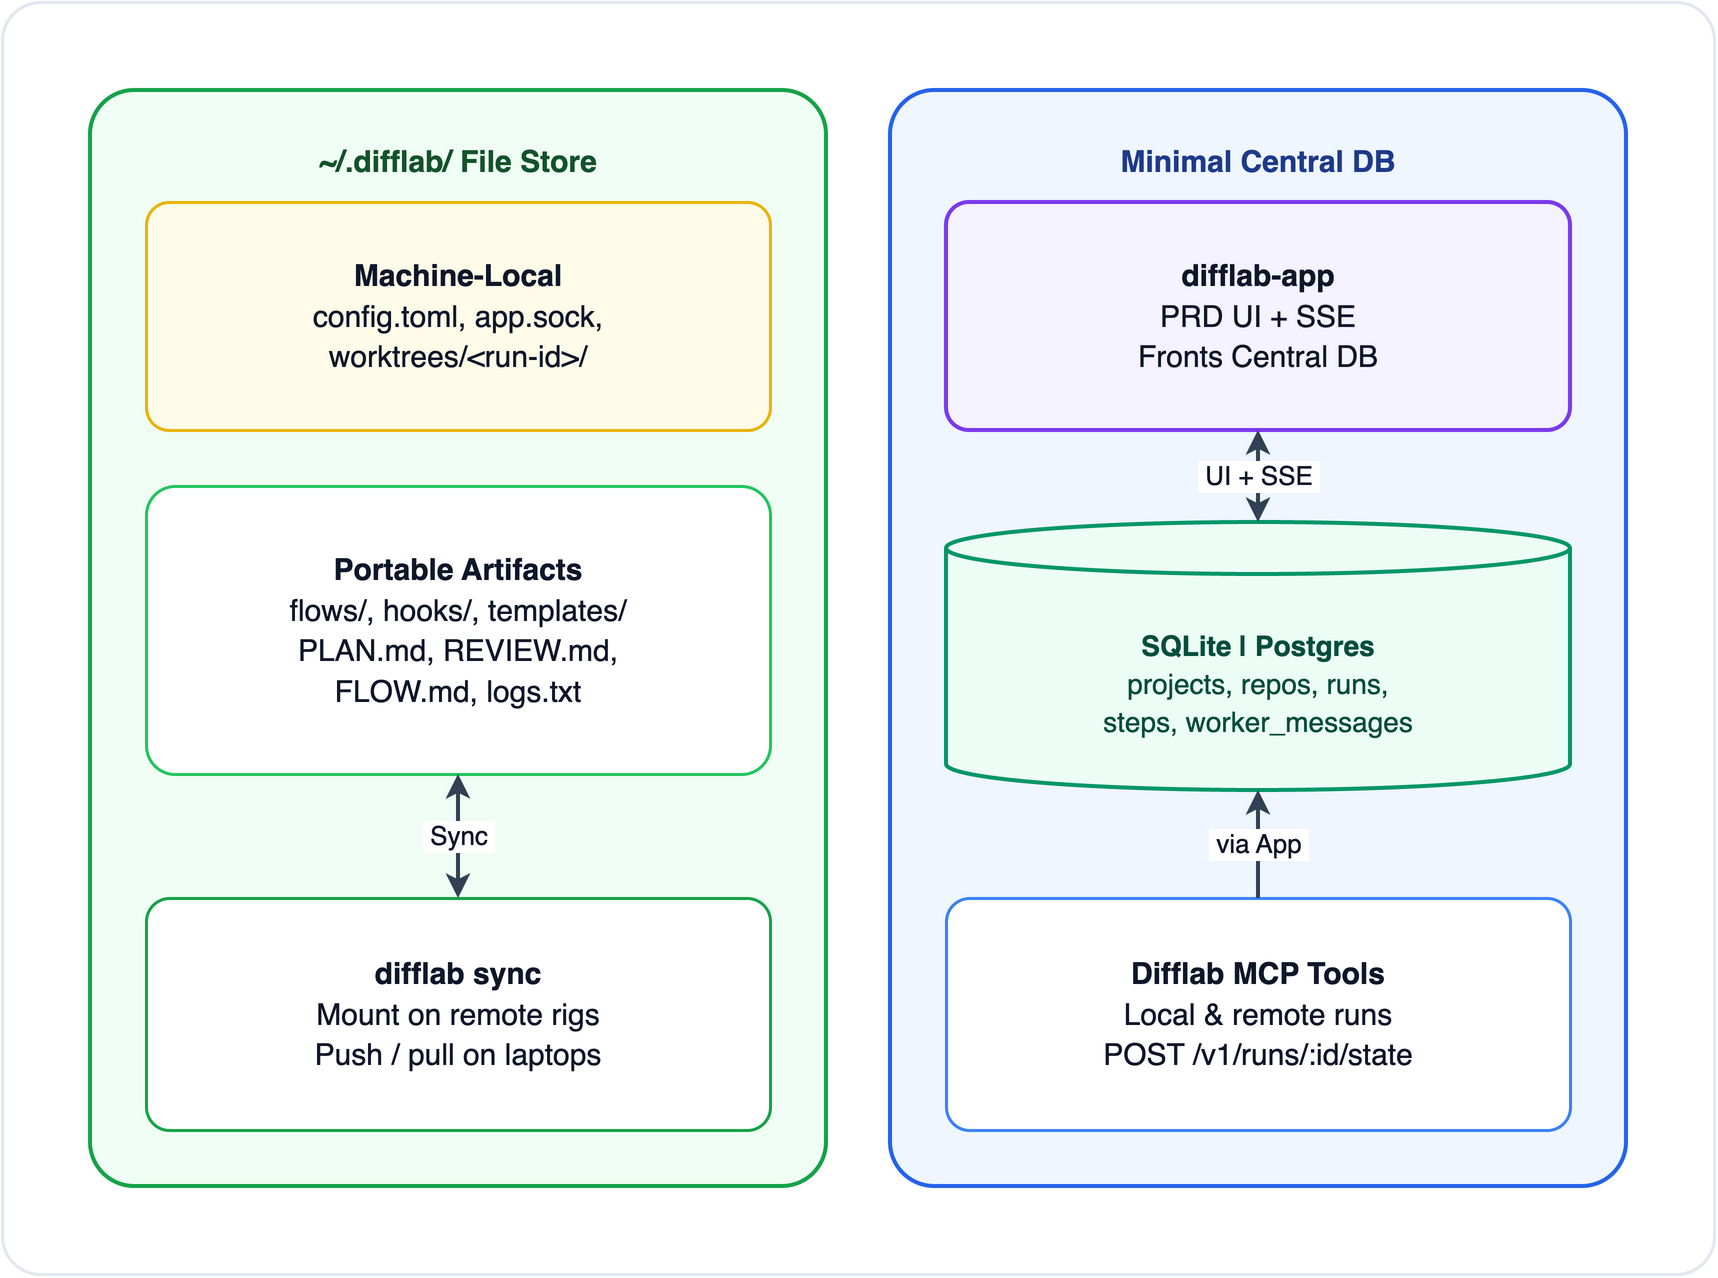 ~/.difflab/ File Store
Machine-Local
config.toml, app.sock,
worktrees/<run-id>/
Portable Artifacts
flows/, hooks/, templates/
PLAN.md, REVIEW.md,
FLOW.md, logs.txt
Sync
difflab sync
Mount on remote rigs
Push / pull on laptops
Minimal Central DB
difflab-app
PRD UI + SSE
Fronts Central DB
UI + SSE
SQLite | Postgres
projects, repos, runs,
steps, worker_messages
via App
Difflab MCP Tools
Local & remote runs
POST /v1/runs/:id/state